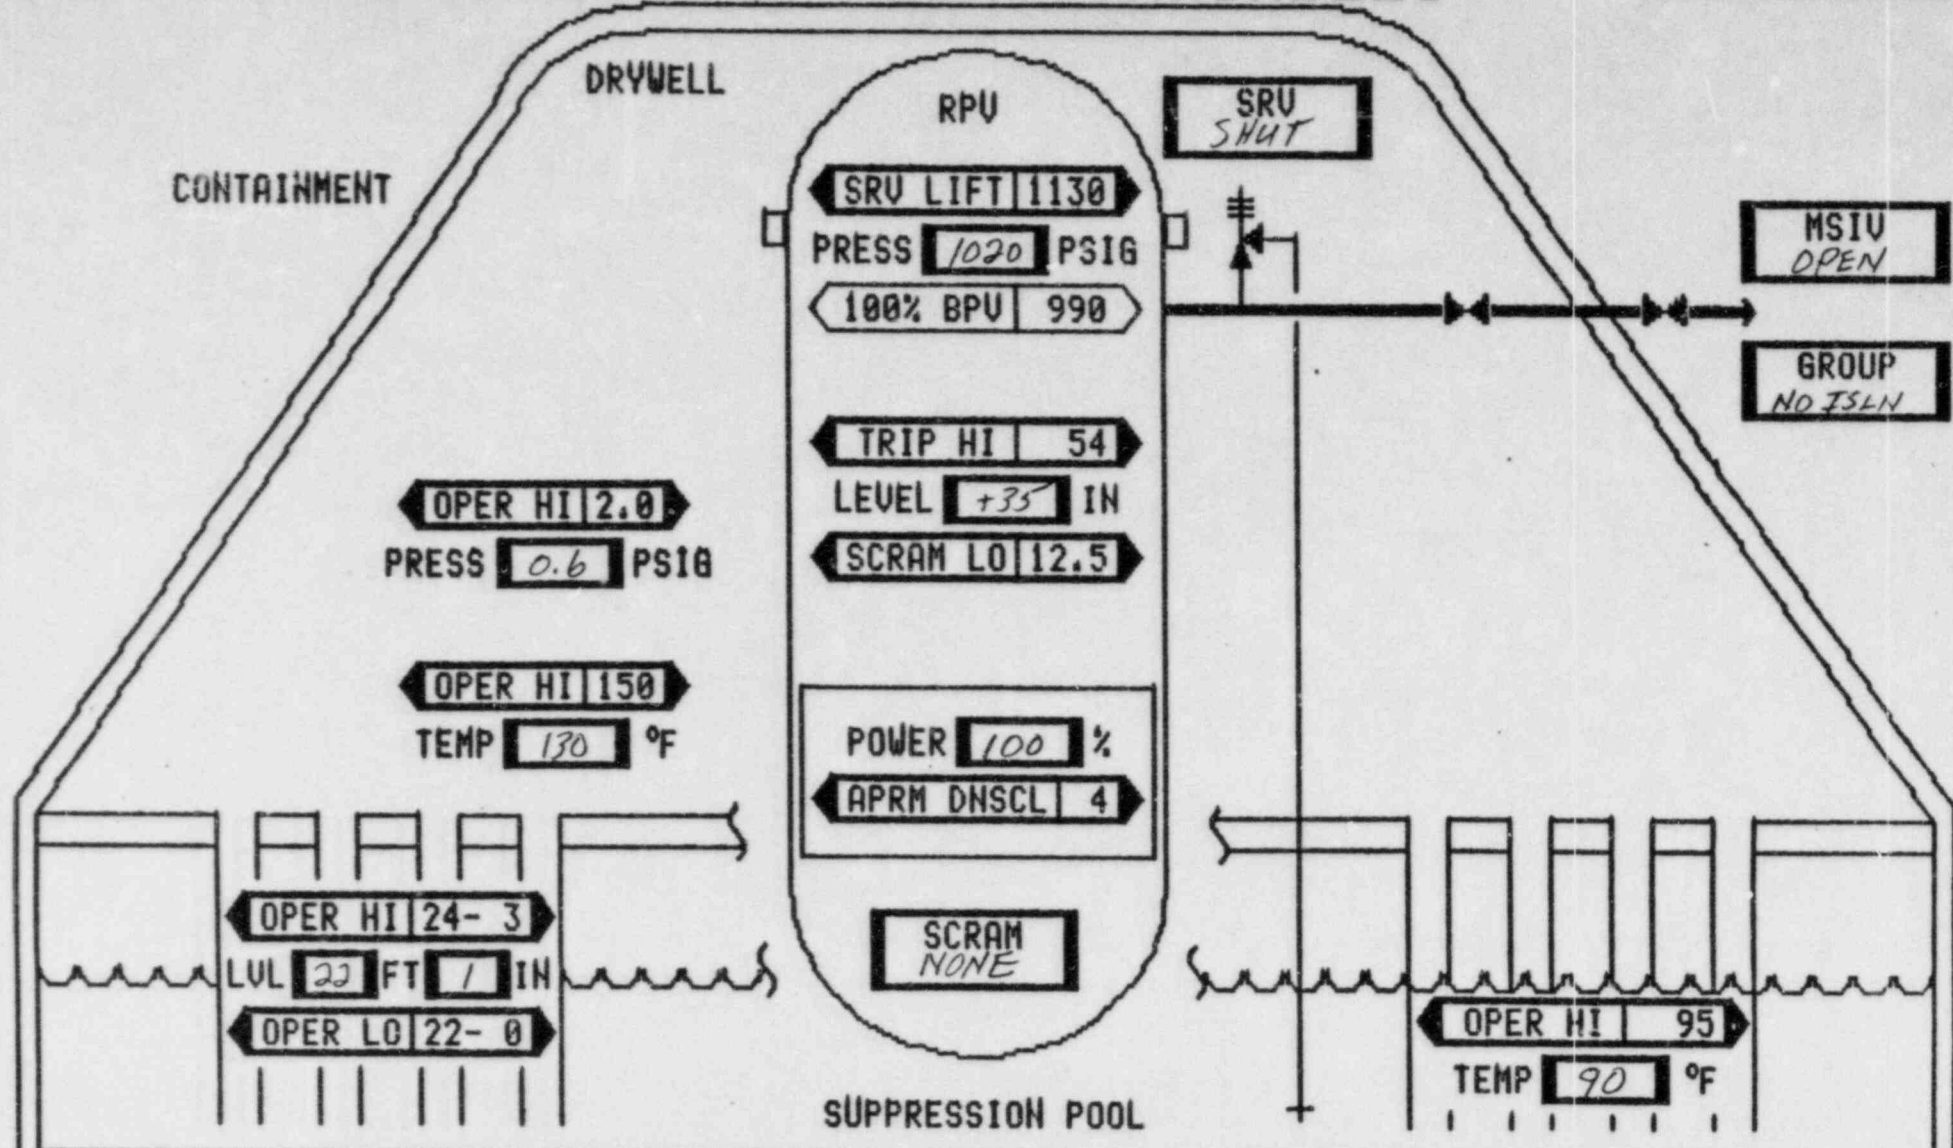 DRYWELL
CONTAINMENT
RPV
SRV
SHUT
SRV LIFT 1130
PRESS 1020 PSIG
100% BPV 990
MSIV
OPEN
GROUP
NO ISLN
TRIP HI 54
LEVEL +35 IN
SCRAM LO 12.5
OPER HI 2.0
PRESS 0.6 PSIG
OPER HI 150
TEMP 130 °F
POWER 100 %
APRM DNSCL 4
SCRAM
NONE
OPER HI 24- 3
LVL 22 FT 1 IN
OPER LO 22- 0
OPER HI 95
TEMP 90 °F
SUPPRESSION POOL